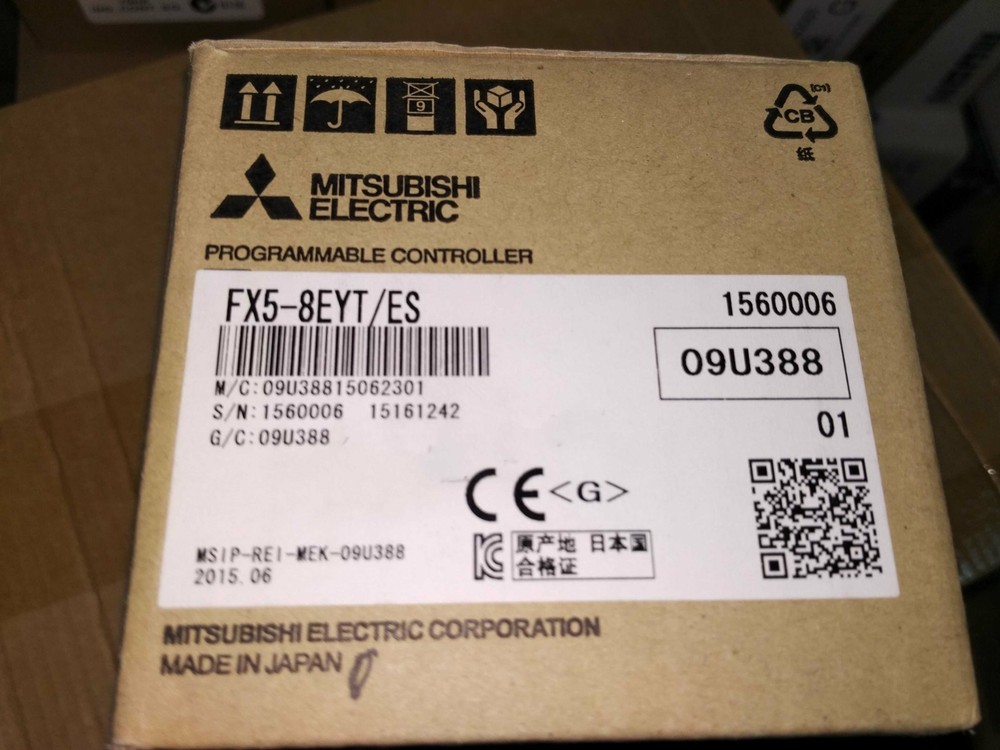 9
CB
(C1)
纸
MITSUBISHI
ELECTRIC
PROGRAMMABLE CONTROLLER
FX5-8EYT/ES
1560006
M/C:09U38815062301
09U388
S/N:1560006 15161242
G/C:09U388
01
CE <G>
MSIP-REI-MEK-09U388
2015.06
原产地 日本国
合格证
MITSUBISHI ELECTRIC CORPORATION
MADE IN JAPAN